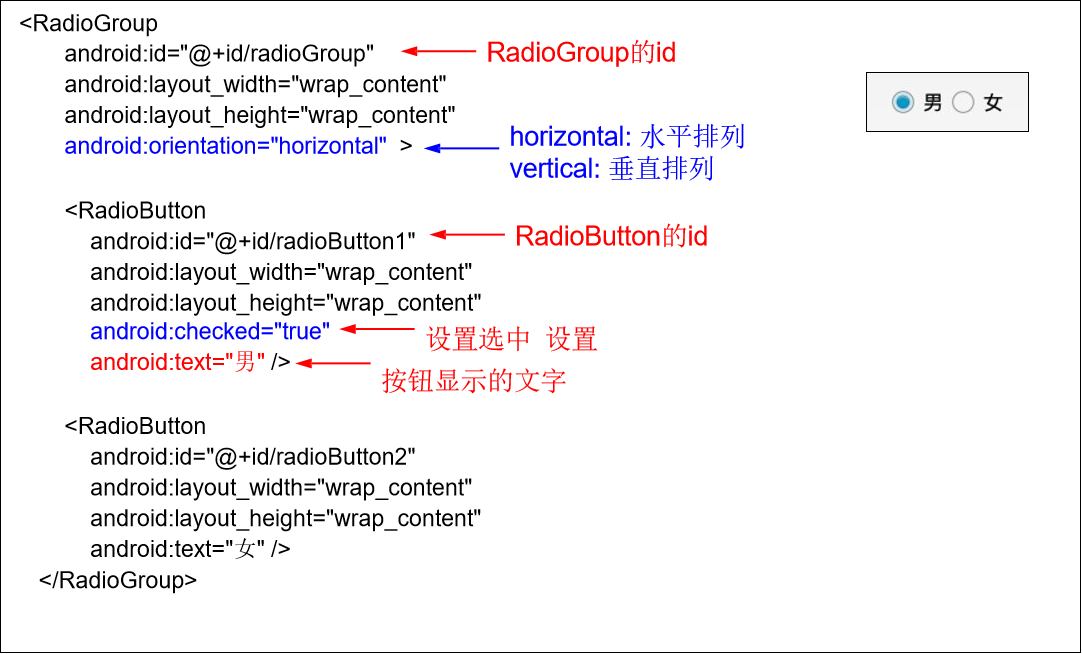 <RadioGroup
android:id="@+id/radioGroup"
RadioGroup的id
android:layout_width="wrap_content"
android:layout_height="wrap_content"
男 女
android:orientation="horizontal" >
horizontal: 水平排列
vertical: 垂直排列
<RadioButton
android:id="@+id/radioButton1"
RadioButton的id
android:layout_width="wrap_content"
android:layout_height="wrap_content"
android:checked="true"
设置选中 设置
android:text="男" />
按钮显示的文字
<RadioButton
android:id="@+id/radioButton2"
android:layout_width="wrap_content"
android:layout_height="wrap_content"
android:text="女" />
</RadioGroup>